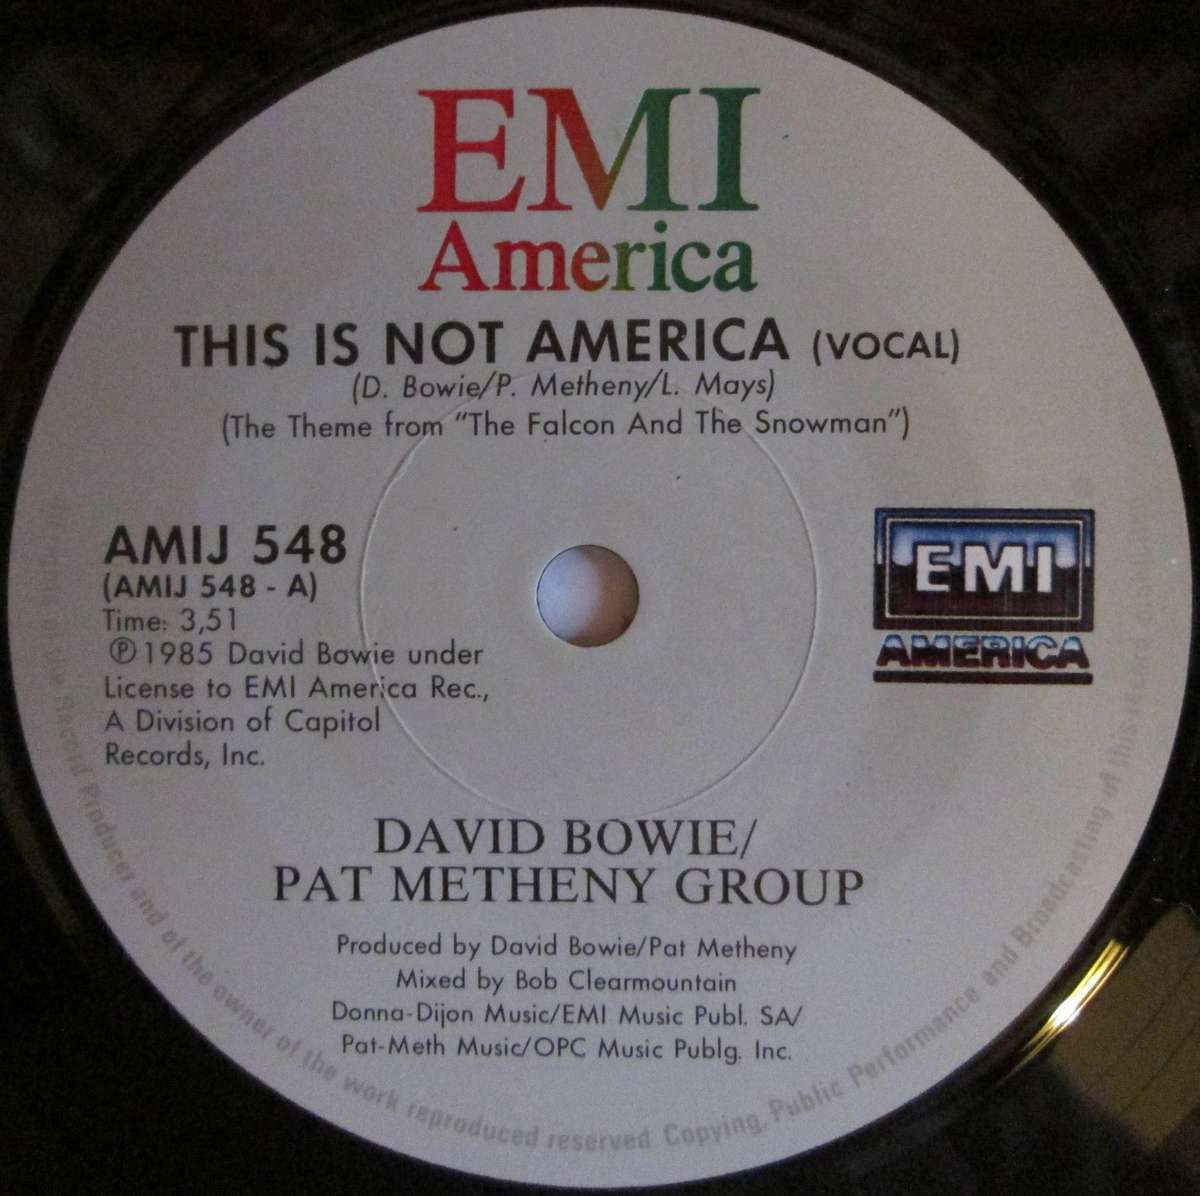 EMI
America
THIS IS NOT AMERICA (VOCAL)
(D. Bowie/P. Metheny/L. Mays)
(The Theme from "The Falcon And The Snowman")
AMIJ 548
(AMIJ 548 - A)
Time: 3,51
℗ 1985 David Bowie under
License to EMI America Rec.,
A Division of Capitol
Records, Inc.
EMI
AMERICA
DAVID BOWIE/
PAT METHENY GROUP
Produced by David Bowie/Pat Metheny
Mixed by Bob Clearmountain
Donna-Dijon Music/EMI Music Publ. SA/
Pat-Meth Music/OPC Music Publg. Inc.
of the Record Producer and of the owner of the work reproduced reserved Copying, Public Performance and Broadcasting of this record